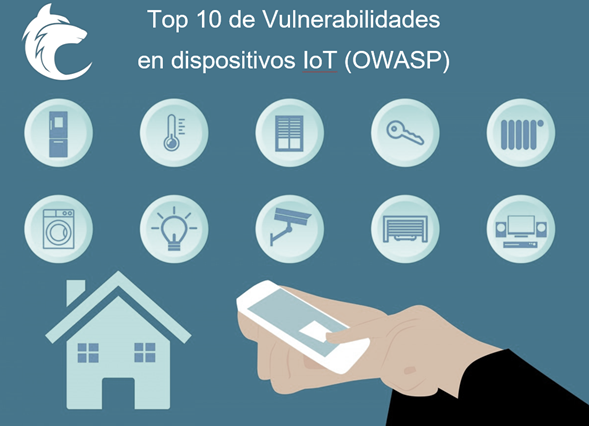 Top 10 de Vulnerabilidades
en dispositivos IoT (OWASP)